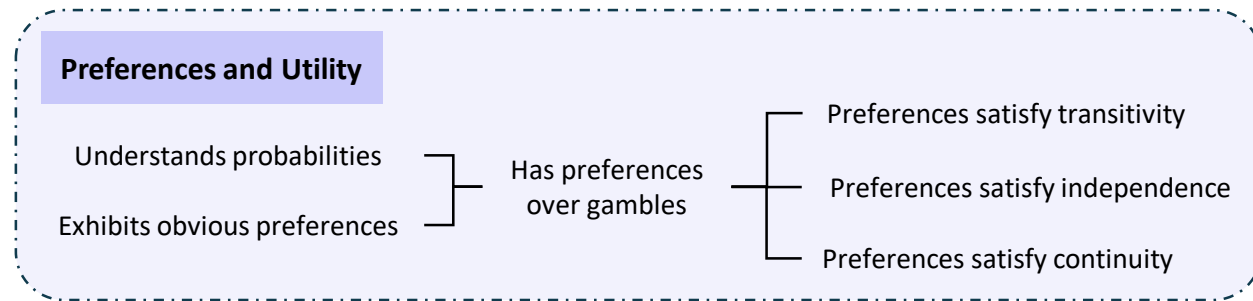 Preferences and Utility
Understands probabilities
Exhibits obvious preferences
Has preferences
over gambles
Preferences satisfy transitivity
Preferences satisfy independence
Preferences satisfy continuity